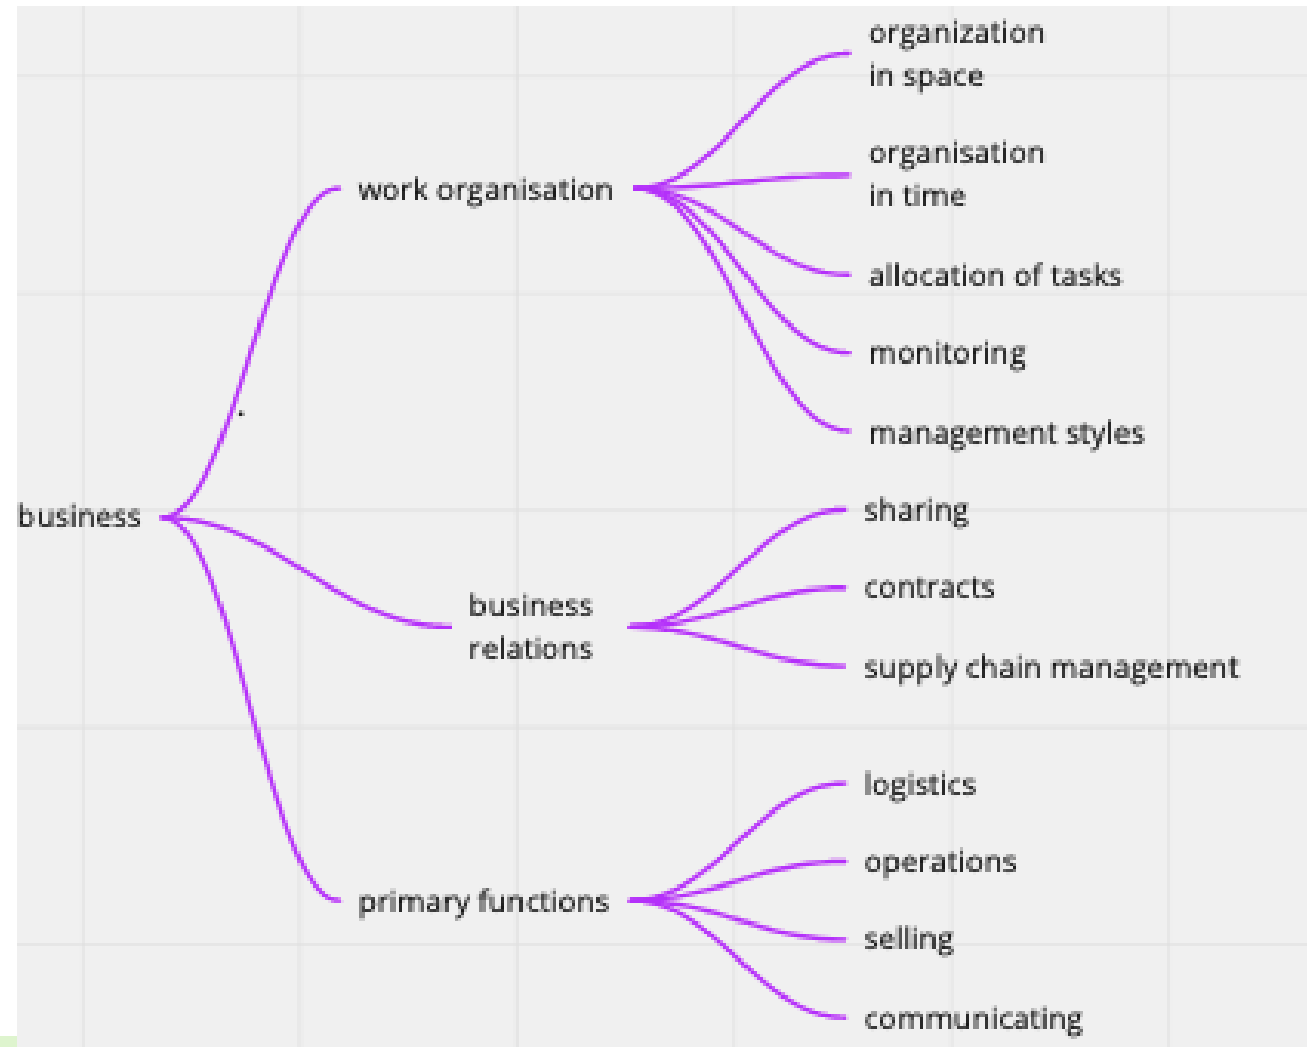 business
work organisation
organization
in space
organisation
in time
allocation of tasks
monitoring
management styles
business
relations
sharing
contracts
supply chain management
primary functions
logistics
operations
selling
communicating